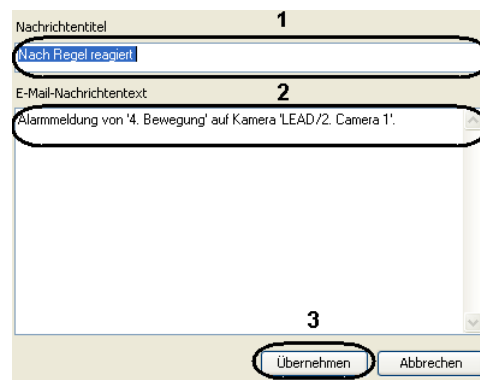 Nachrichtentitel 1
Nach Regel reagiert
E-Mail-Nachrichtentext 2
Alarmmeldung von '4. Bewegung' auf Kamera 'LEAD/2. Camera 1'.
3
Übernehmen Abbrechen